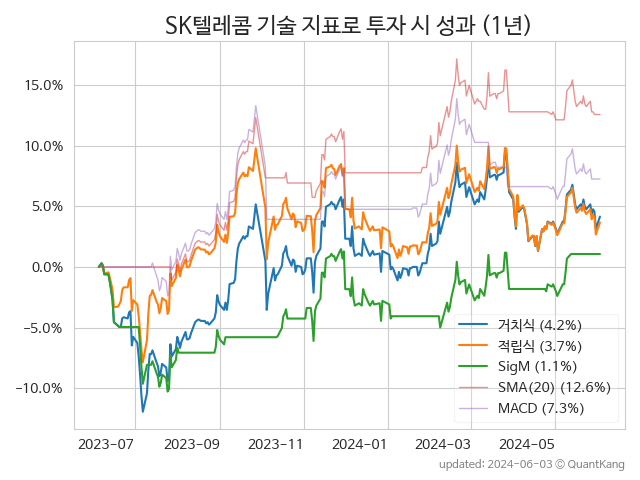 SK텔레콤 기술 지표로 투자 시 성과 (1년)
15.0%
10.0%
5.0%
0.0%
−5.0%
−10.0%
거치식 (4.2%)
적립식 (3.7%)
SigM (1.1%)
SMA(20) (12.6%)
MACD (7.3%)
2023-07 2023-09 2023-11 2024-01 2024-03 2024-05
updated: 2024-06-03 © QuantKang